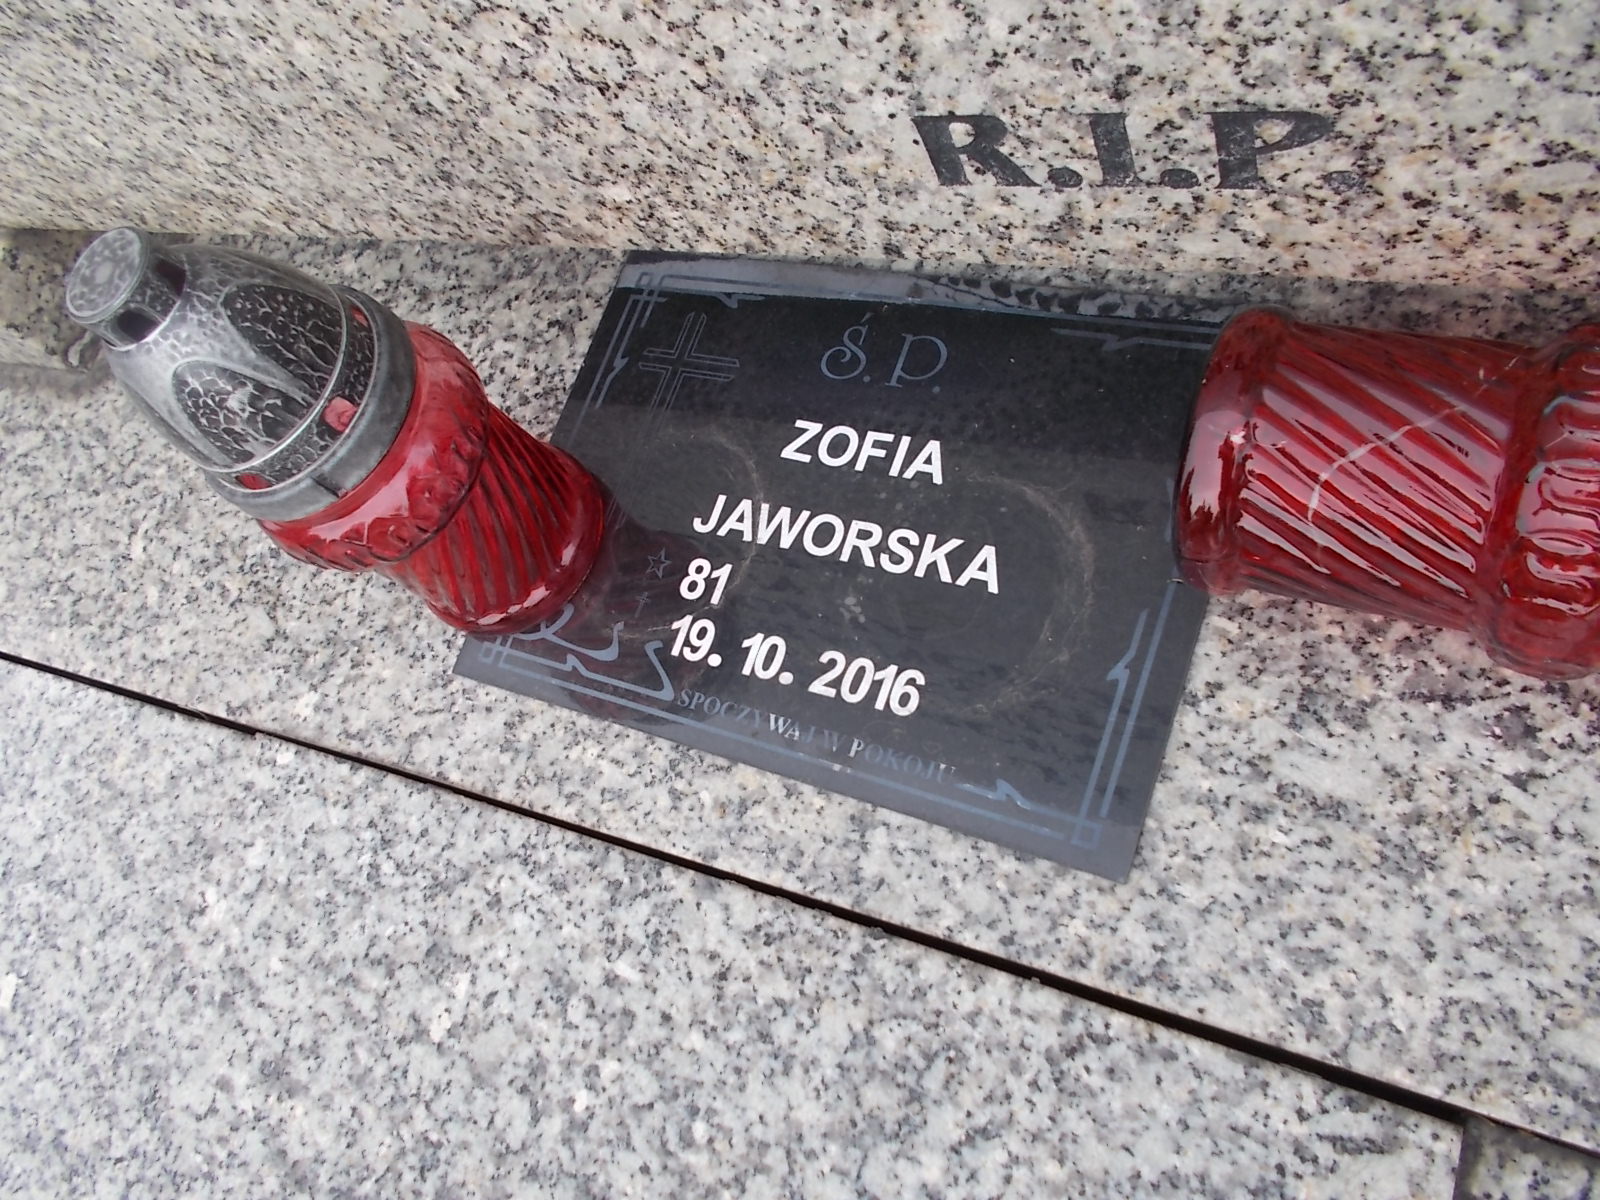 R.I.P.
Ś.P.
ZOFIA
JAWORSKA
81
19. 10. 2016
SPOCZYWAJ W POKOJU